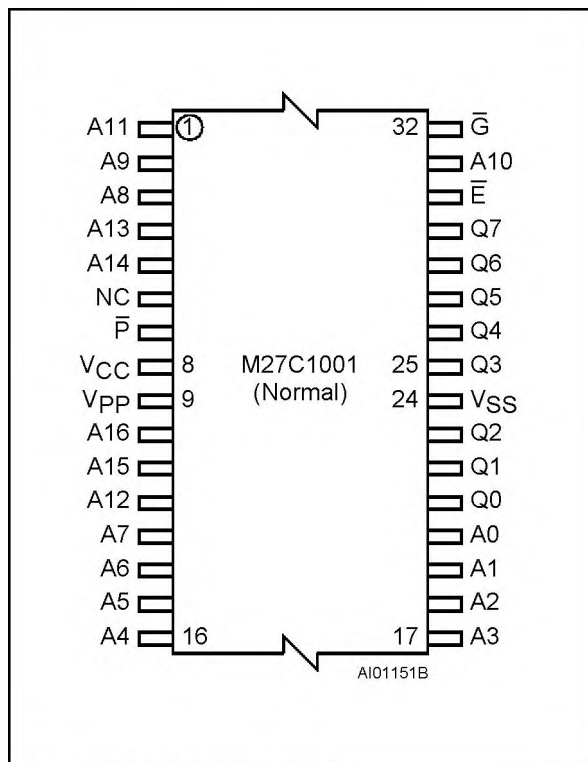 A11 1 32 G̅
A9 A10
A8 E̅
A13 Q7
A14 Q6
NC Q5
P̅ Q4
VCC 8 M27C1001 25 Q3
VPP 9 (Normal) 24 VSS
A16 Q2
A15 Q1
A12 Q0
A7 A0
A6 A1
A5 A2
A4 16 17 A3
AI01151B